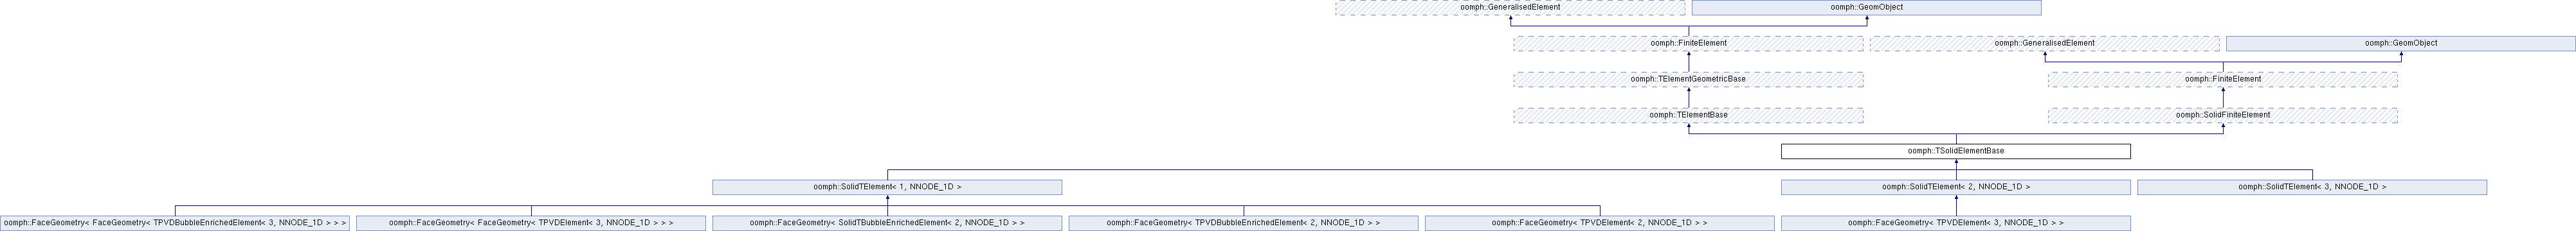 oomph::GeneralisedElement
oomph::GeomObject
oomph::FiniteElement
oomph::GeneralisedElement
oomph::GeomObject
oomph::TElementGeometricBase
oomph::FiniteElement
oomph::TElementBase
oomph::SolidFiniteElement
oomph::TSolidElementBase
oomph::SolidTElement< 1, NNODE_1D >
oomph::SolidTElement< 2, NNODE_1D >
oomph::SolidTElement< 3, NNODE_1D >
oomph::FaceGeometry< FaceGeometry< TPVDBubbleEnrichedElement< 3, NNODE_1D > > >
oomph::FaceGeometry< FaceGeometry< TPVDElement< 3, NNODE_1D > > >
oomph::FaceGeometry< SolidTBubbleEnrichedElement< 2, NNODE_1D > >
oomph::FaceGeometry< TPVDBubbleEnrichedElement< 2, NNODE_1D > >
oomph::FaceGeometry< TPVDElement< 2, NNODE_1D > >
oomph::FaceGeometry< TPVDElement< 3, NNODE_1D > >